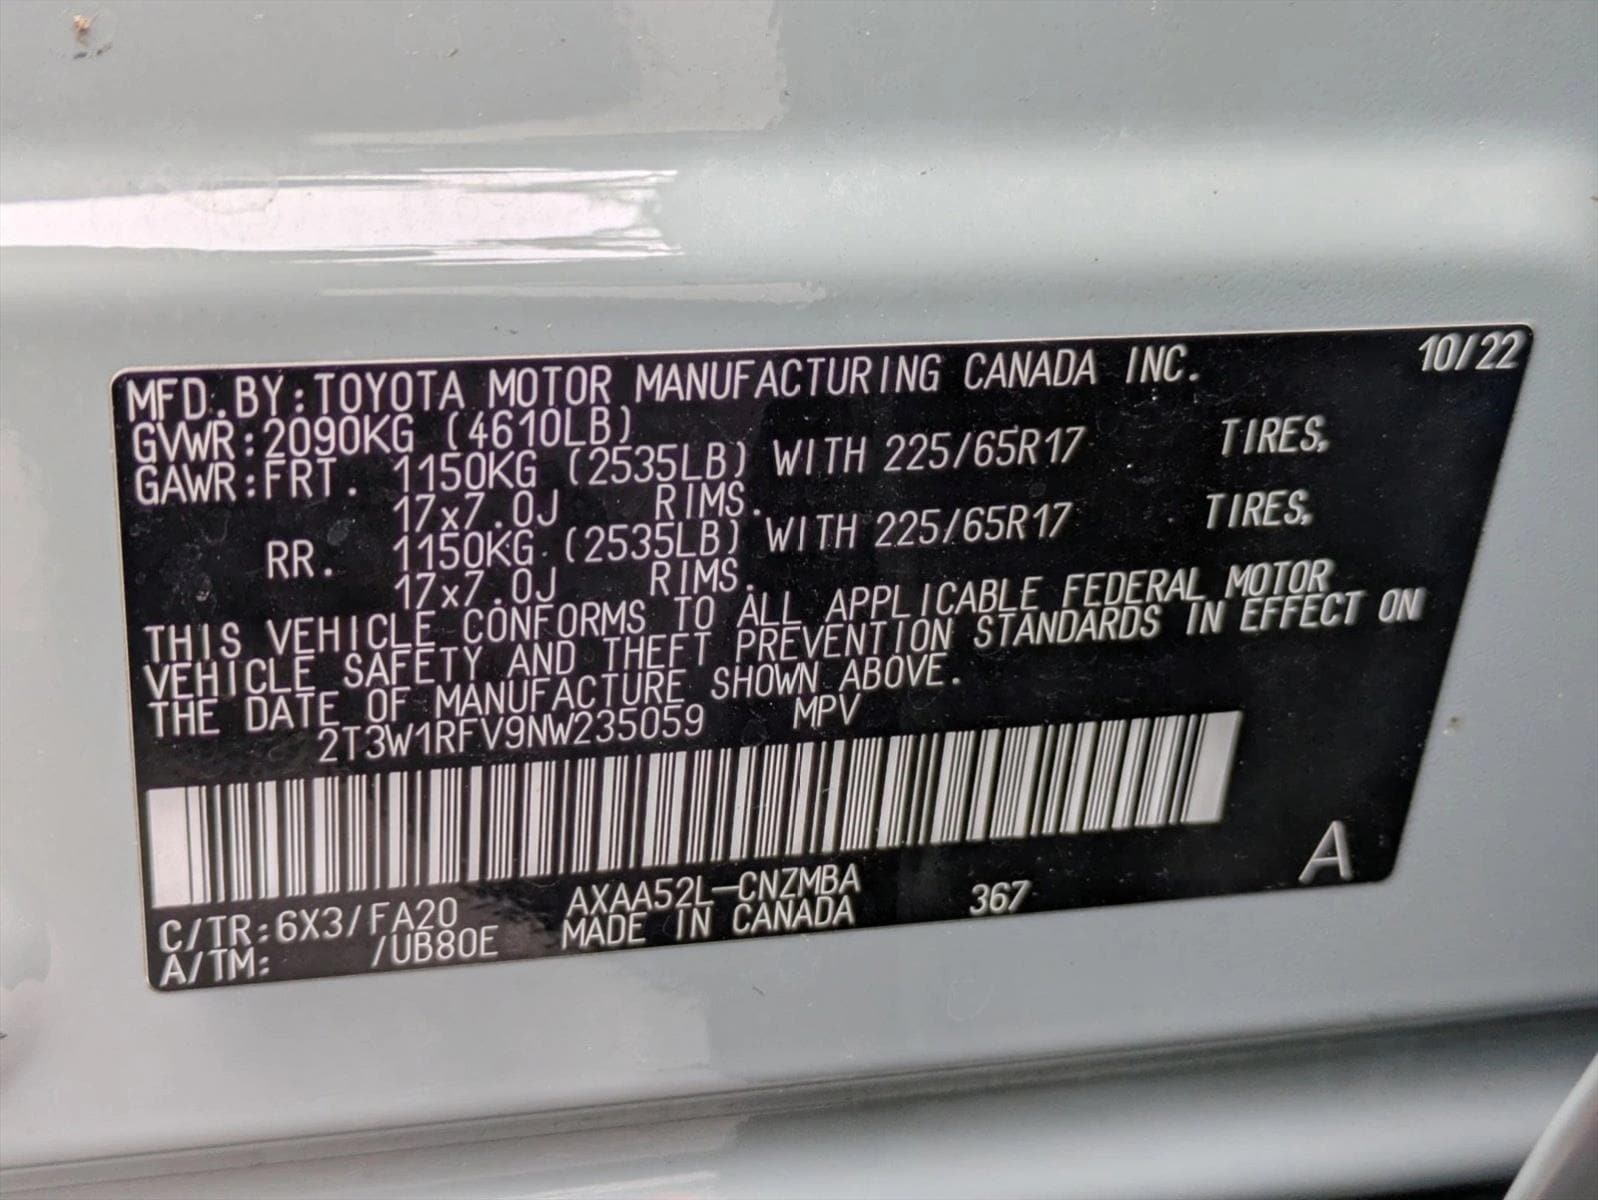 MFD.BY:TOYOTA MOTOR MANUFACTURING CANADA INC. 10/22
GVWR:2090KG (4610LB)
GAWR:FRT. 1150KG (2535LB) WITH 225/65R17 TIRES,
17x7.0J RIMS.
RR. 1150KG (2535LB) WITH 225/65R17 TIRES,
17x7.0J RIMS.
THIS VEHICLE CONFORMS TO ALL APPLICABLE FEDERAL MOTOR
VEHICLE SAFETY AND THEFT PREVENTION STANDARDS IN EFFECT ON
THE DATE OF MANUFACTURE SHOWN ABOVE.
2T3W1RFV9NW235059 MPV
A
C/TR:6X3/FA20 AXAA52L-CNZMBA 367
A/TM: /UB80E MADE IN CANADA